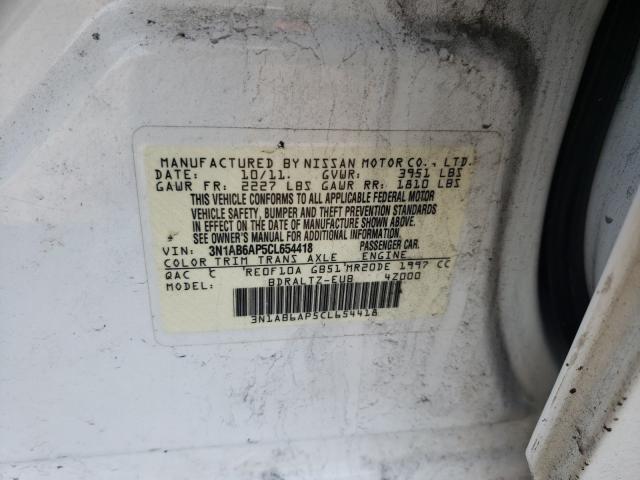 MANUFACTURED BY NISSAN MOTOR CO., LTD.
DATE: 10/11. GVWR: 3951 LBS
GAWR FR: 2227 LBS GAWR RR: 1810 LBS
THIS VEHICLE CONFORMS TO ALL APPLICABLE FEDERAL MOTOR
VEHICLE SAFETY, BUMPER AND THEFT PREVENTION STANDARDS
IN EFFECT ON THE DATE OF MANUFACTURE SHOWN ABOVE.
SEE OWNER'S MANUAL FOR ADDITIONAL INFORMATION.
VIN: 3N1AB6AP5CL654418 PASSENGER CAR.
COLOR TRIM TRANS AXLE ENGINE
QAC C RE0F10A GB51 MR20DE 1997 CC
MODEL: BDRALTZ-EUB 4Z000
3N1AB6AP5CL654418